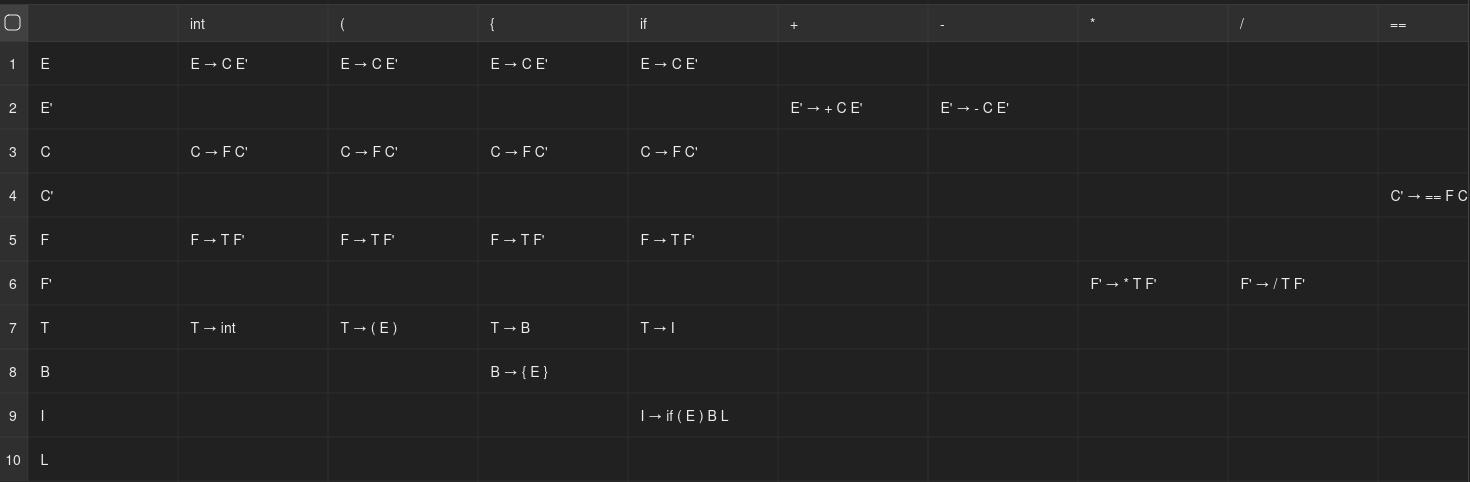 int ( { if + - * / ==
1 E E → C E' E → C E' E → C E' E → C E'
2 E' E' → + C E' E' → - C E'
3 C C → F C' C → F C' C → F C' C → F C'
4 C' C' → == F C
5 F F → T F' F → T F' F → T F' F → T F'
6 F' F' → * T F' F' → / T F'
7 T T → int T → ( E ) T → B T → I
8 B B → { E }
9 I I → if ( E ) B L
10 L